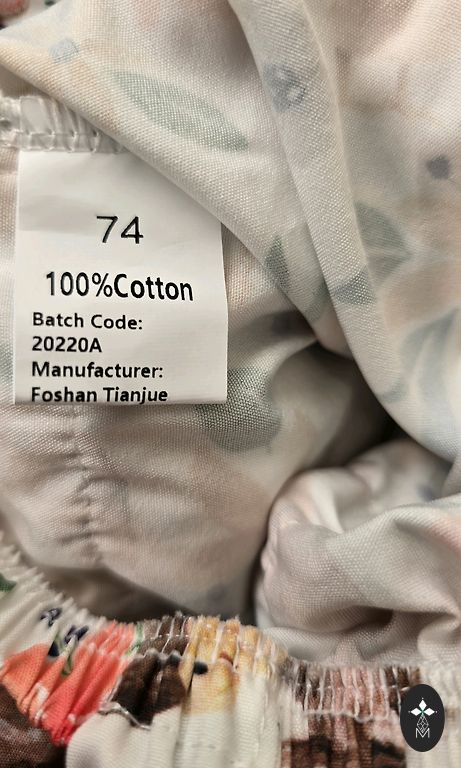 74
100%Cotton
Batch Code:
20220A
Manufacturer:
Foshan Tianjue
M